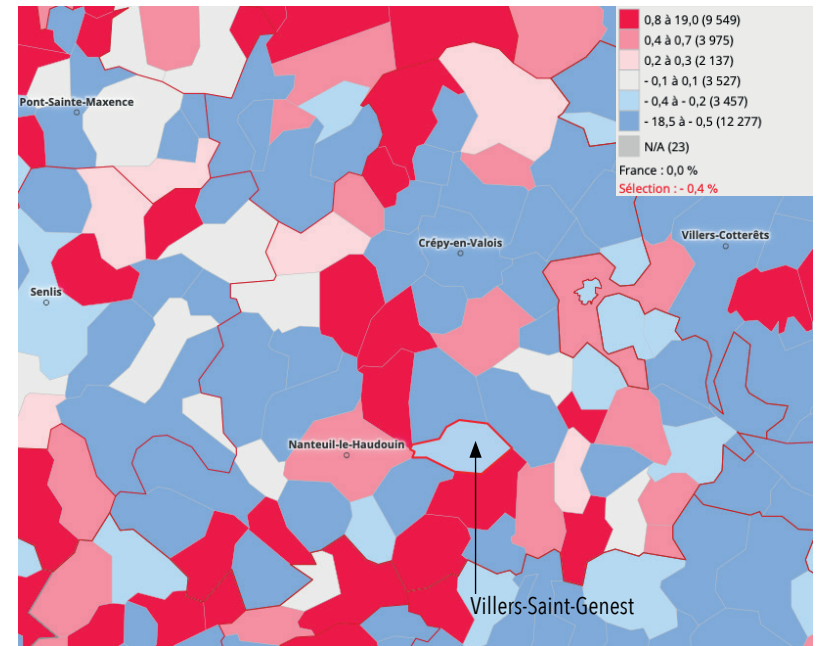 0,8 à 19,0 (9 549)
0,4 à 0,7 (3 975)
0,2 à 0,3 (2 137)
- 0,1 à 0,1 (3 527)
- 0,4 à - 0,2 (3 457)
- 18,5 à - 0,5 (12 277)
N/A (23)
France : 0,0 %
Sélection : - 0,4 %
Pont-Sainte-Maxence
Villers-Cotterêts
Crépy-en-Valois
Senlis
Nanteuil-le-Haudouin
Villers-Saint-Genest